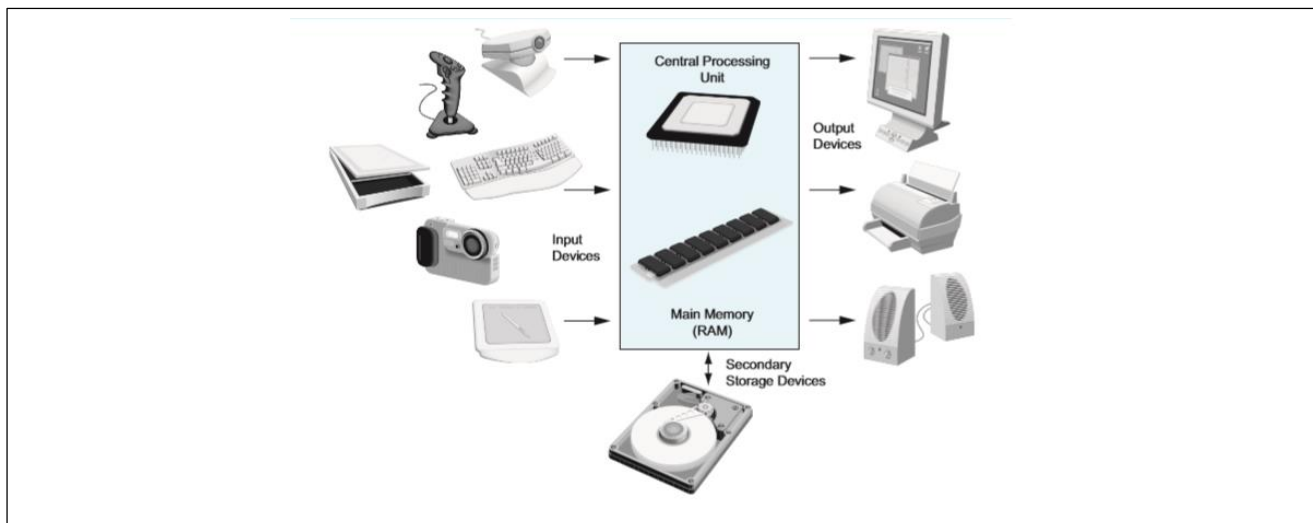 Central Processing
Unit
Output
Devices
Input
Devices
Main Memory
(RAM)
Secondary
Storage Devices